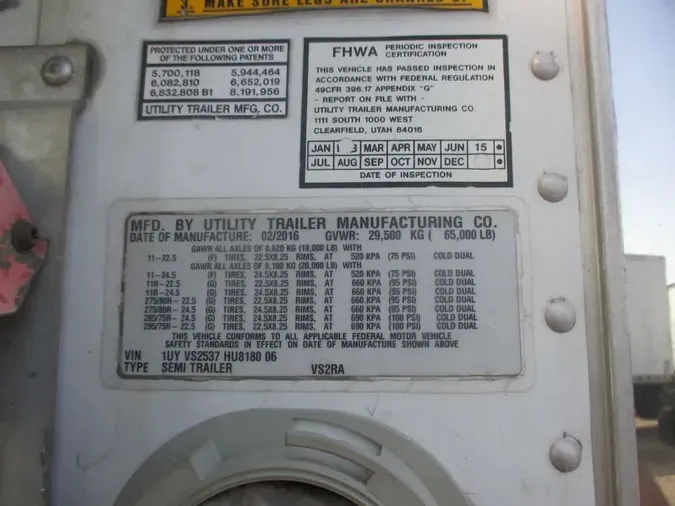 3. MAKE SURE LEGS ARE CRANKED UP
PROTECTED UNDER ONE OR MORE
OF THE FOLLOWING PATENTS
5,700,118 5,944,464
6,082,810 6,652,019
6,832,808 B1 8,191,956
UTILITY TRAILER MFG. CO.
FHWA PERIODIC INSPECTION
CERTIFICATION
THIS VEHICLE HAS PASSED INSPECTION IN
ACCORDANCE WITH FEDERAL REGULATION
49CFR 396.17 APPENDIX "G"
- REPORT ON FILE WITH -
UTILITY TRAILER MANUFACTURING CO.
1111 SOUTH 1000 WEST
CLEARFIELD, UTAH 84016
JAN MAR APR MAY JUN 15
JUL AUG SEP OCT NOV DEC
DATE OF INSPECTION
MFD. BY UTILITY TRAILER MANUFACTURING CO.
DATE OF MANUFACTURE: 02/2016 GVWR: 29,500 KG ( 65,000 LB)
GAWR ALL AXLES OF 8,620 KG (19,000 LB) WITH
11-22.5 (F) TIRES, 22.5X8.25 RIMS, AT 520 KPA (75 PSI) COLD DUAL
GAWR ALL AXLES OF 9,100 KG (20,000 LB) WITH
11-24.5 (F) TIRES, 24.5X8.25 RIMS, AT 520 KPA (75 PSI) COLD DUAL
11R-22.5 (G) TIRES, 22.5X8.25 RIMS, AT 660 KPA (95 PSI) COLD DUAL
11R-24.5 (G) TIRES, 24.5X8.25 RIMS, AT 660 KPA (95 PSI) COLD DUAL
275/80R-22.5 (G) TIRES, 22.5X8.25 RIMS, AT 660 KPA (95 PSI) COLD DUAL
275/80R-24.5 (G) TIRES, 24.5X8.25 RIMS, AT 660 KPA (95 PSI) COLD DUAL
285/75R-24.5 (G) TIRES, 24.5X8.25 RIMS, AT 690 KPA (100 PSI) COLD DUAL
295/75R-22.5 (G) TIRES, 22.5X8.25 RIMS, AT 690 KPA (100 PSI) COLD DUAL
THIS VEHICLE CONFORMS TO ALL APPLICABLE FEDERAL MOTOR VEHICLE
SAFETY STANDARDS IN EFFECT ON DATE OF MANUFACTURE SHOWN ABOVE
VIN 1UY VS2537 HU8180 06
TYPE SEMI TRAILER VS2RA